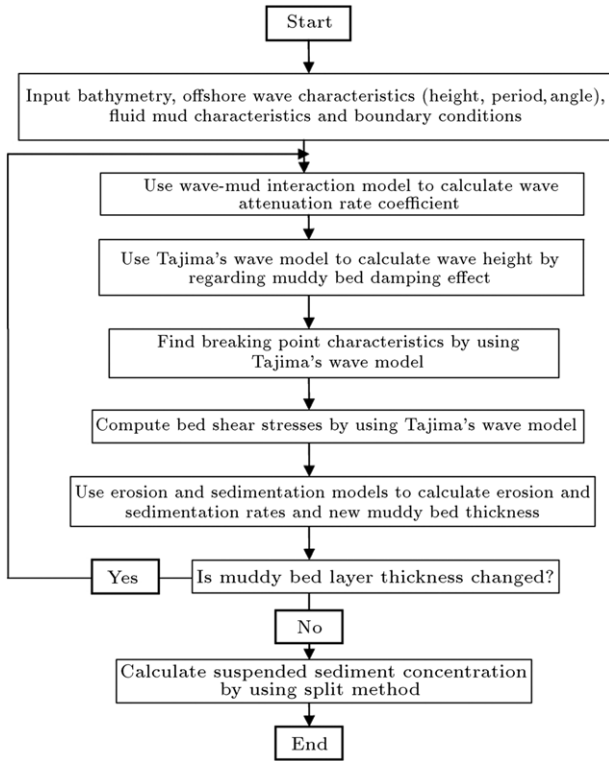 Start
Input bathymetry, offshore wave characteristics (height, period, angle),
fluid mud characteristics and boundary conditions
Use wave-mud interaction model to calculate wave
attenuation rate coefficient
Use Tajima's wave model to calculate wave height by
regarding muddy bed damping effect
Find breaking point characteristics by using
Tajima's wave model
Compute bed shear stresses by using Tajima's wave model
Use erosion and sedimentation models to calculate erosion and
sedimentation rates and new muddy bed thickness
Yes
Is muddy bed layer thickness changed?
No
Calculate suspended sediment concentration
by using split method
End